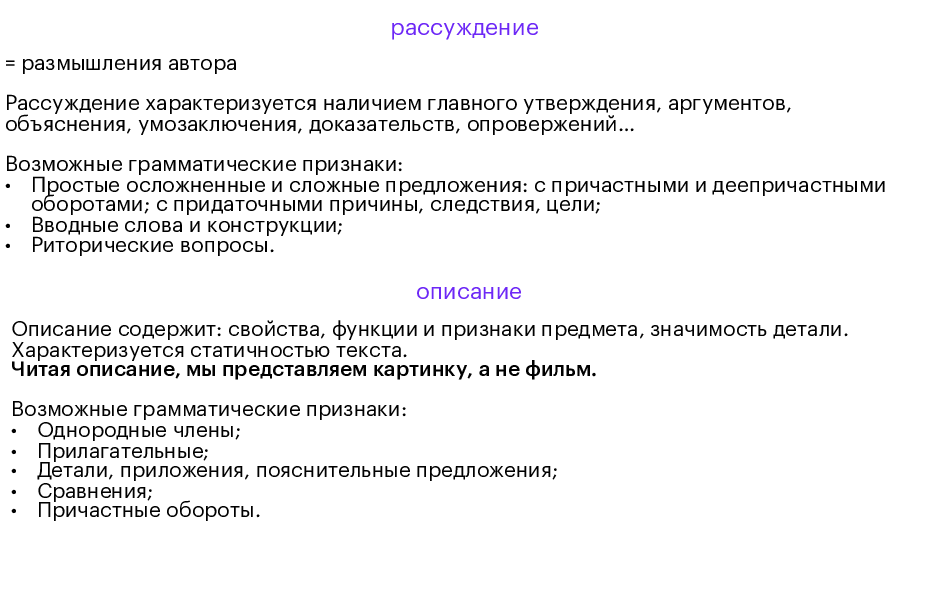 рассуждение
= размышления автора
Рассуждение характеризуется наличием главного утверждения, аргументов,
объяснения, умозаключения, доказательств, опровержений...
Возможные грамматические признаки:
• Простые осложненные и сложные предложения: с причастными и деепричастными
оборотами; с придаточными причины, следствия, цели;
• Вводные слова и конструкции;
• Риторические вопросы.
описание
Описание содержит: свойства, функции и признаки предмета, значимость детали.
Характеризуется статичностью текста.
Читая описание, мы представляем картинку, а не фильм.
Возможные грамматические признаки:
• Однородные члены;
• Прилагательные;
• Детали, приложения, пояснительные предложения;
• Сравнения;
• Причастные обороты.